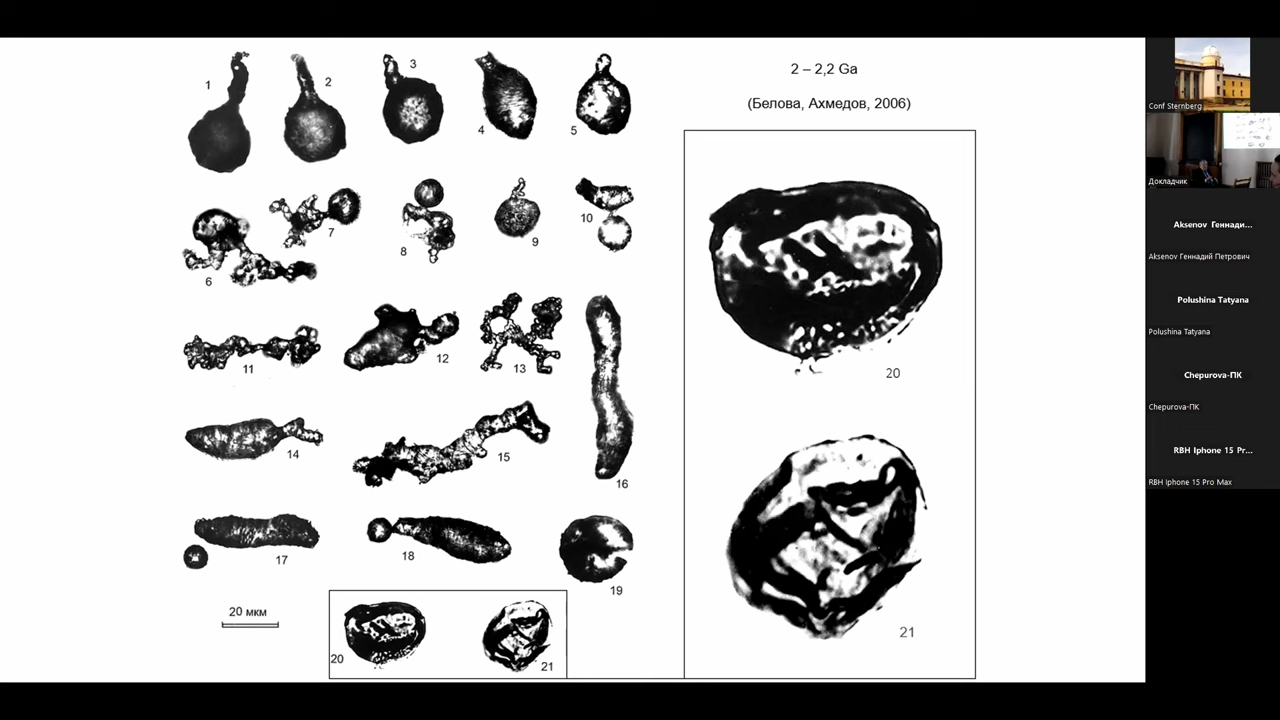 2 – 2,2 Ga
(Белова, Ахмедов, 2006)
1
2
3
4
5
6
7
8
9
10
11
12
13
14
15
16
17
18
19
20 мкм
20
21
20
21
Conf Sternberg
Докладчик
Aksenov Геннади...
Aksenov Геннадий Петрович
Polushina Tatyana
Polushina Tatyana
Chepurova-ПК
Chepurova-ПК
RBH Iphone 15 Pr...
RBH Iphone 15 Pro Max